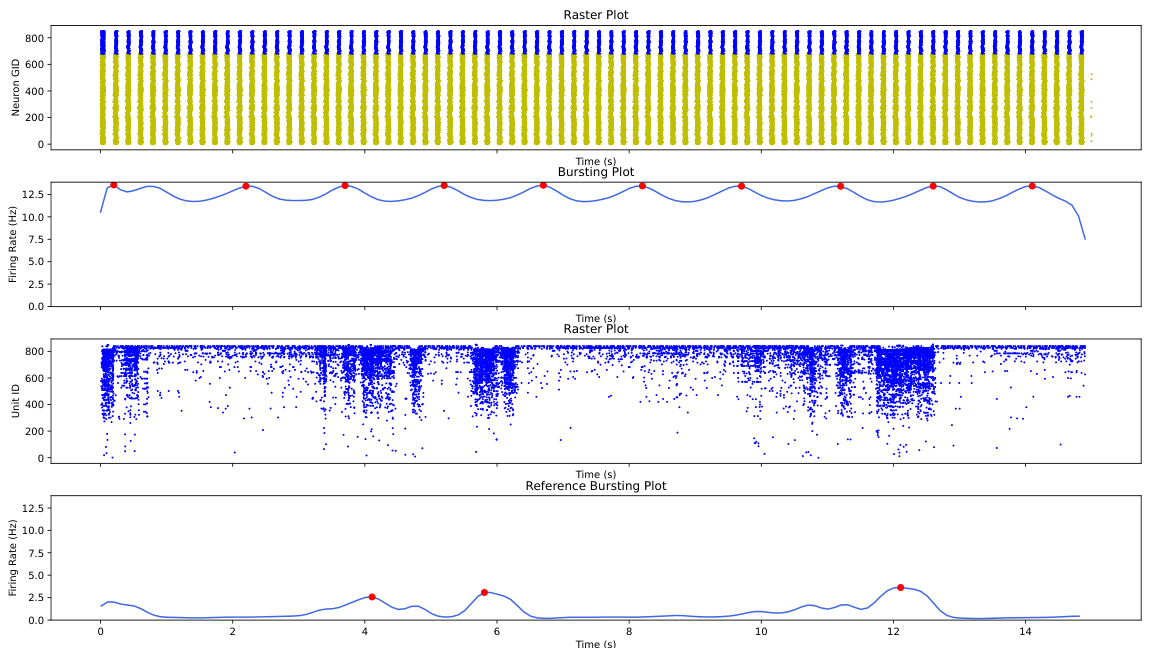 Raster Plot
Neuron GID
800
600
400
200
0
Time (s)
Bursting Plot
Firing Rate (Hz)
12.5
10.0
7.5
5.0
2.5
0.0
Time (s)
Raster Plot
Unit ID
800
600
400
200
0
Time (s)
Reference Bursting Plot
Firing Rate (Hz)
12.5
10.0
7.5
5.0
2.5
0.0
0 2 4 6 8 10 12 14
Time (s)